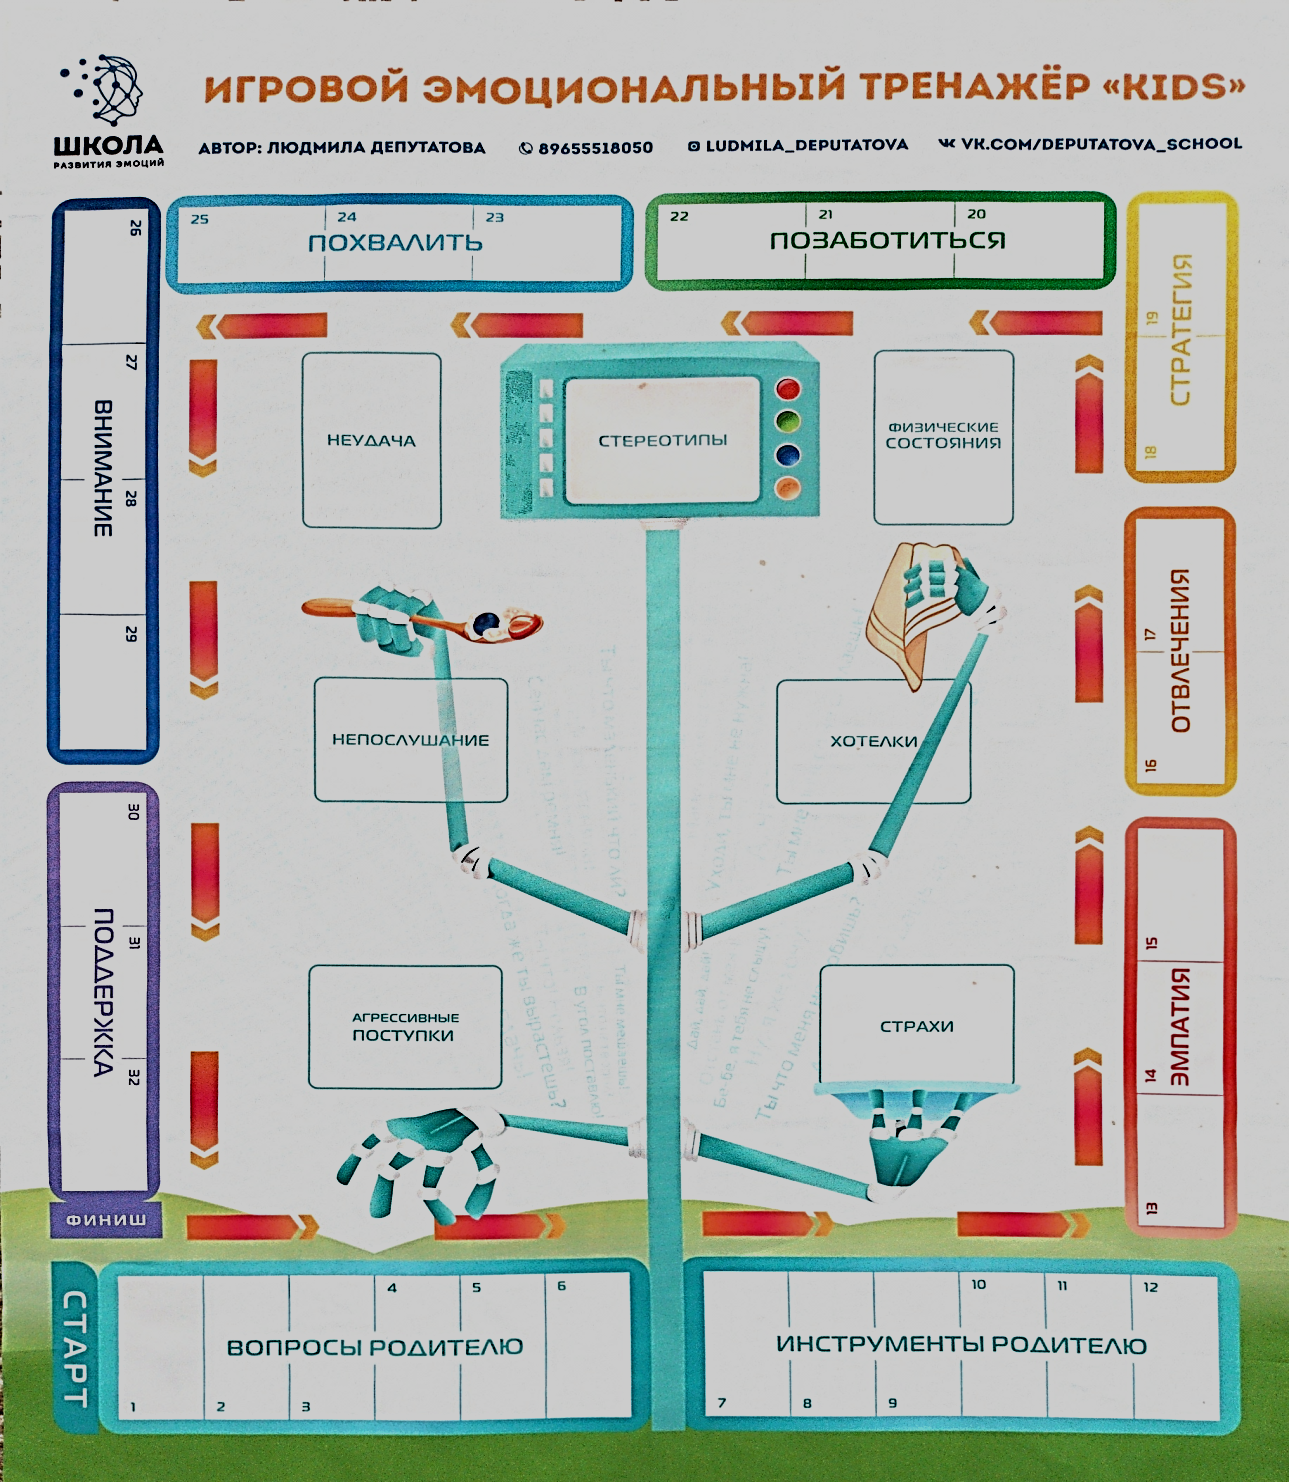 ШКОЛА
РАЗВИТИЯ ЭМОЦИЙ
ИГРОВОЙ ЭМОЦИОНАЛЬНЫЙ ТРЕНАЖЁР «KIDS»
АВТОР: ЛЮДМИЛА ДЕПУТАТОВА 89655518050 LUDMILA_DEPUTATOVA VK.COM/DEPUTATOVA_SCHOOL
25 24 23
ПОХВАЛИТЬ
22 21 20
ПОЗАБОТИТЬСЯ
26 27 28 29
ВНИМАНИЕ
19 18
СТРАТЕГИЯ
НЕУДАЧА
СТЕРЕОТИПЫ
ФИЗИЧЕСКИЕ
СОСТОЯНИЯ
17 16
ОТВЛЕЧЕНИЯ
НЕПОСЛУШАНИЕ
ХОТЕЛКИ
30 31 32
ПОДДЕРЖКА
15 14 13
ЭМПАТИЯ
АГРЕССИВНЫЕ
ПОСТУПКИ
СТРАХИ
ФИНИШ
СТАРТ
4 5 6
ВОПРОСЫ РОДИТЕЛЮ
1 2 3
10 11 12
ИНСТРУМЕНТЫ РОДИТЕЛЮ
7 8 9